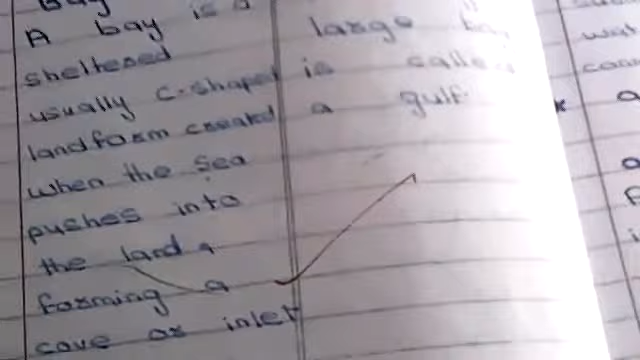 Bay
A bay is a
sheltered
usually c-shaped
landform created
when the sea
pushes into
the land,
forming a
cove or inlet
large
is called
a gulf.